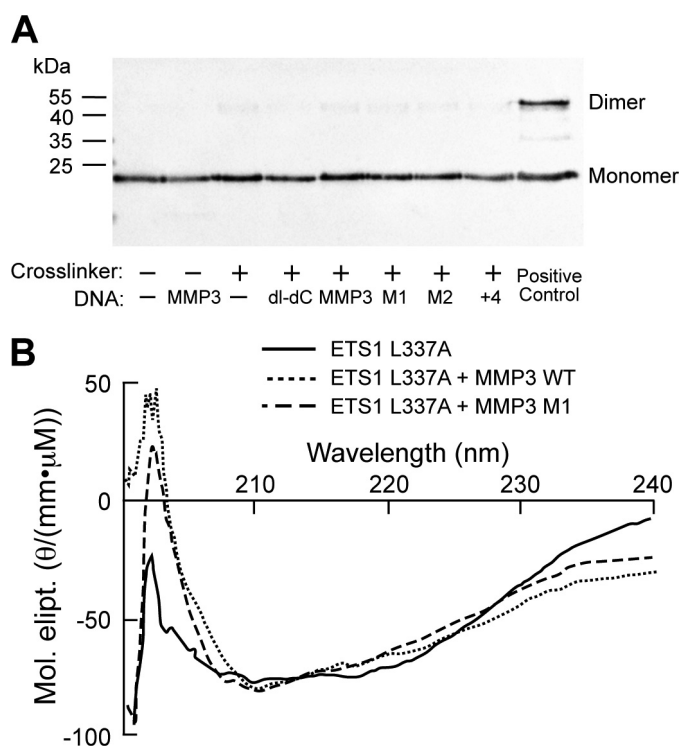 A
kDa
55
40
35
25
Dimer
Monomer
Crosslinker: – – + + + + + + Positive Control
DNA: – MMP3 – dI-dC MMP3 M1 M2 +4
B
ETS1 L337A
ETS1 L337A + MMP3 WT
ETS1 L337A + MMP3 M1
Wavelength (nm)
210 220 230 240
50
0
-50
-100
Mol. elipt. (θ/(mm•μM))